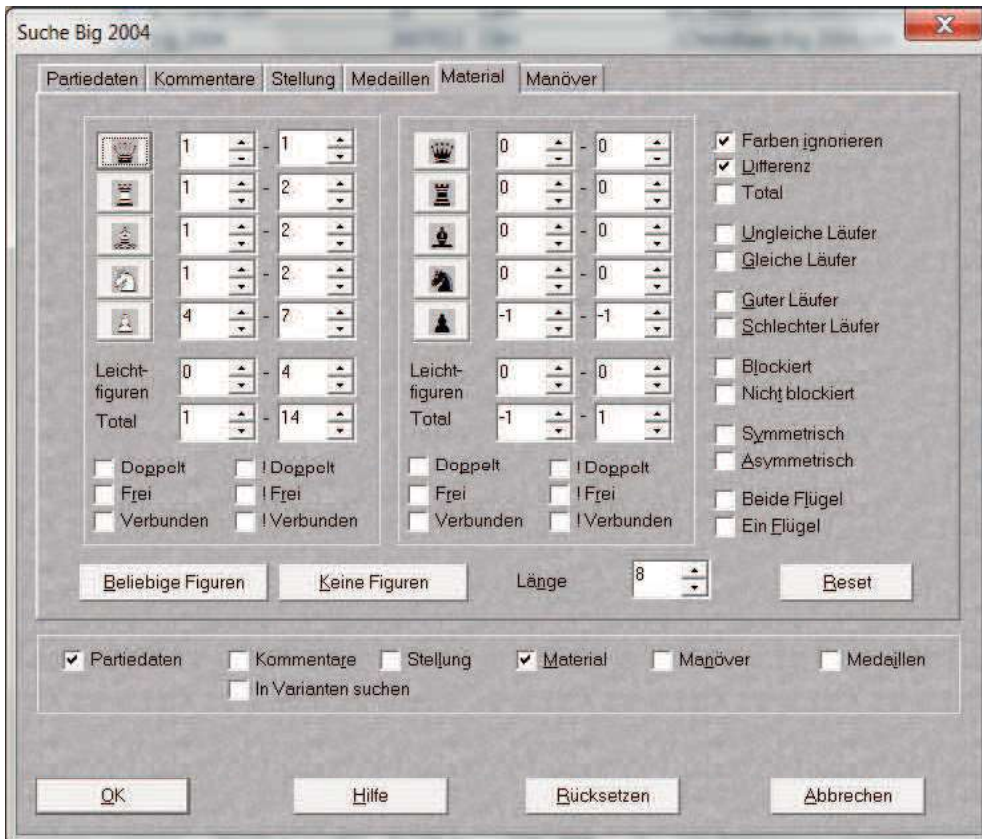 Suche Big 2004
Partiedaten Kommentare Stellung Medaillen Material Manöver
1 - 1 0 - 0 Farben ignorieren
Differenz
1 - 2 0 - 0 Total
1 - 2 0 - 0 Ungleiche Läufer
Gleiche Läufer
1 - 2 0 - 0 Guter Läufer
4 - 7 -1 - -1 Schlechter Läufer
Leicht-
figuren 0 - 4 Leicht-
figuren 0 - 0 Blockiert
Nicht blockiert
Total 1 - 14 Total -1 - 1 Symmetrisch
Asymmetrisch
Doppelt ! Doppelt Doppelt ! Doppelt
Frei ! Frei Frei ! Frei Beide Flügel
Verbunden ! Verbunden Verbunden ! Verbunden Ein Flügel
Beliebige Figuren Keine Figuren Länge 8 Reset
Partiedaten Kommentare Stellung Material Manöver Medaillen
In Varianten suchen
OK Hilfe Rücksetzen Abbrechen